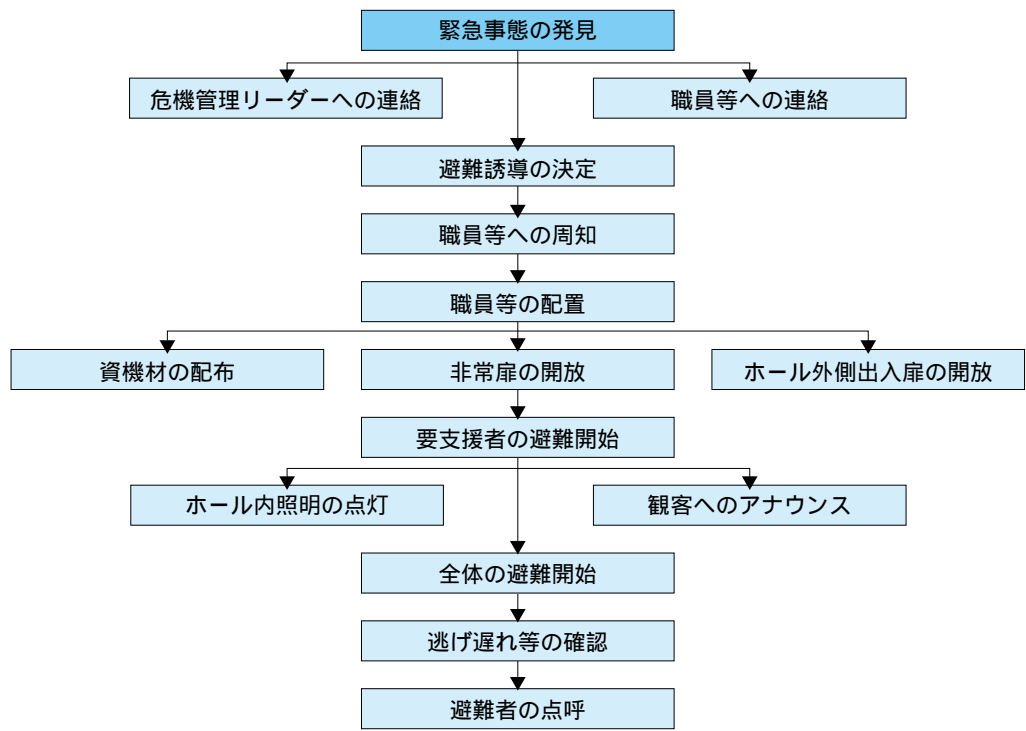 緊急事態の発見
危機管理リーダーへの連絡
職員等への連絡
避難誘導の決定
職員等への周知
職員等の配置
資機材の配布
非常扉の開放
ホール外側出入扉の開放
要支援者の避難開始
ホール内照明の点灯
観客へのアナウンス
全体の避難開始
逃げ遅れ等の確認
避難者の点呼